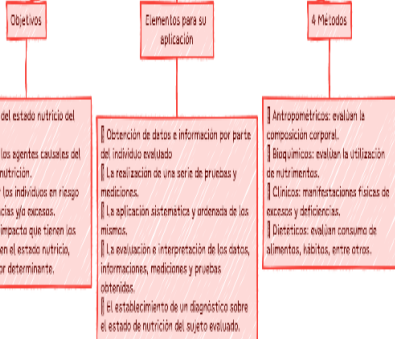 Objetivos
del estado nutricio del
los agentes causales del
nutrición.
los individuos en riesgo
cias y/o excesos.
impacto que tienen los
en el estado nutricio,
or determinante.
Elementos para su
aplicación
Obtención de datos e información por parte
del individuo evaluado
La realización de una serie de pruebas y
mediciones.
La aplicación sistemática y ordenada de los
mismos.
La evaluación e interpretación de los datos,
informaciones, mediciones y pruebas
obtenidas.
El establecimiento de un diagnóstico sobre
el estado de nutrición del sujeto evaluado.
4 Métodos
Antropométricos: evalúan la
composición corporal.
Bioquímicos: evalúan la utilización
de nutrimentos.
Clínicos: manifestaciones físicas de
excesos y deficiencias.
Dietéticos: evalúan consumo de
alimentos, hábitos, entre otros.